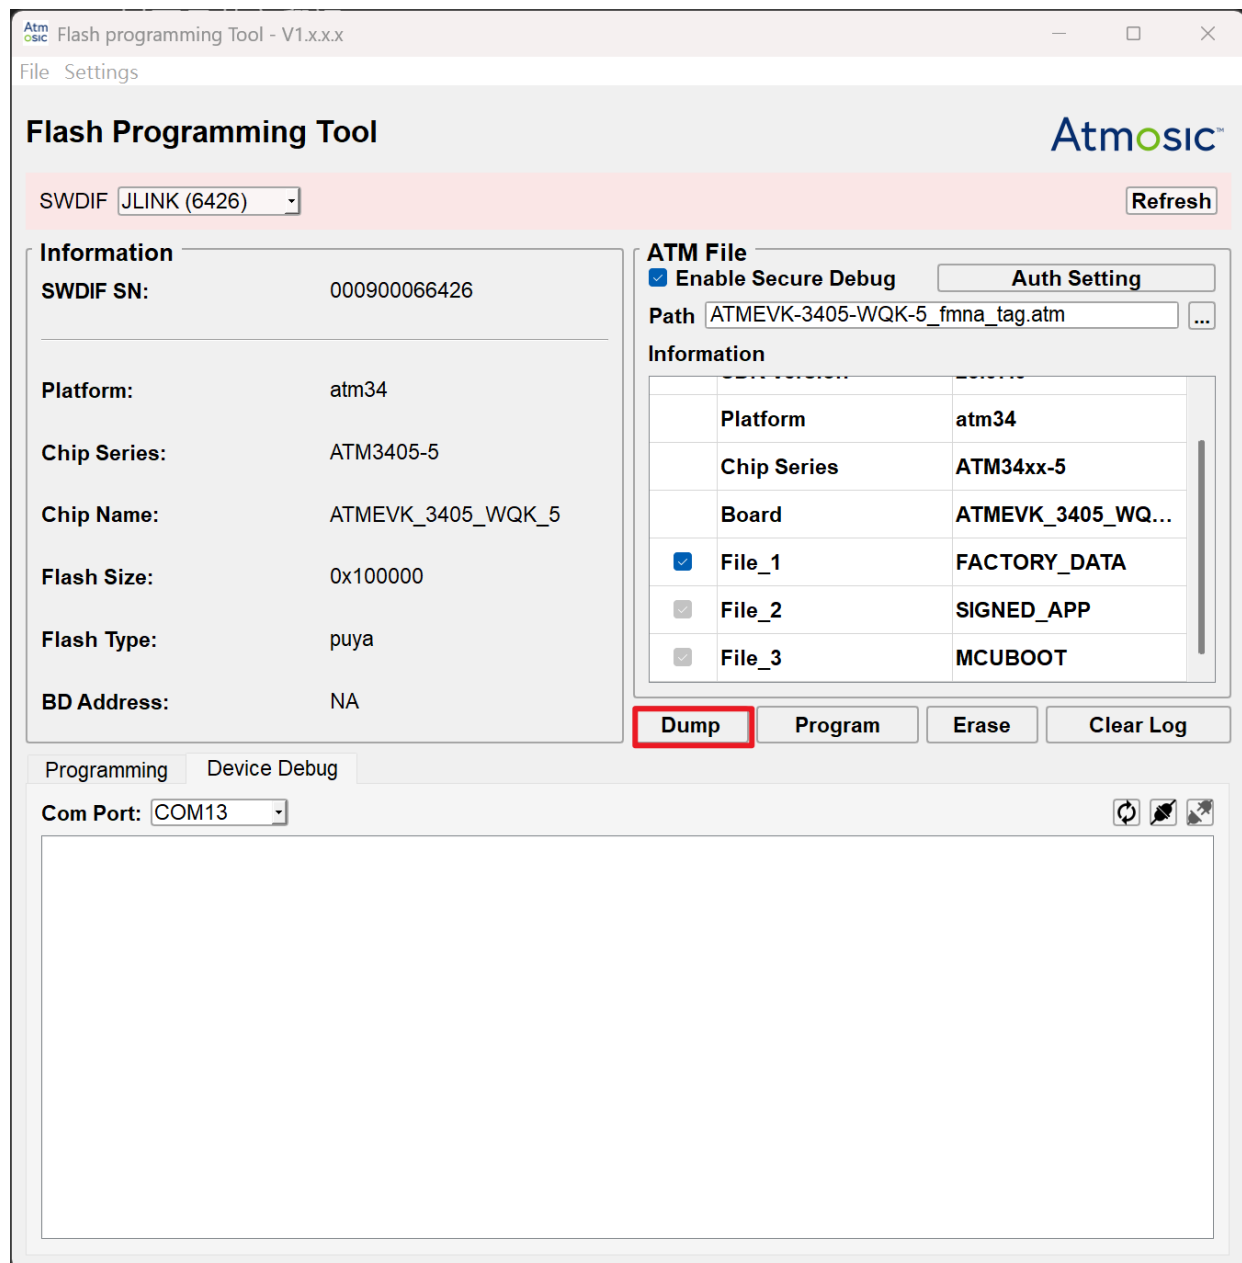 Atm
osic
Flash programming Tool - V1.x.x.x
File Settings
Flash Programming Tool
Atmosic™
SWDIF JLINK (6426)
Refresh
Information
SWDIF SN: 000900066426
Platform: atm34
Chip Series: ATM3405-5
Chip Name: ATMEVK_3405_WQK_5
Flash Size: 0x100000
Flash Type: puya
BD Address: NA
ATM File
Enable Secure Debug
Auth Setting
Path ATMEVK-3405-WQK-5_fmna_tag.atm ...
Information
Platform atm34
Chip Series ATM34xx-5
Board ATMEVK_3405_WQ...
File_1 FACTORY_DATA
File_2 SIGNED_APP
File_3 MCUBOOT
Dump Program Erase Clear Log
Programming Device Debug
Com Port: COM13